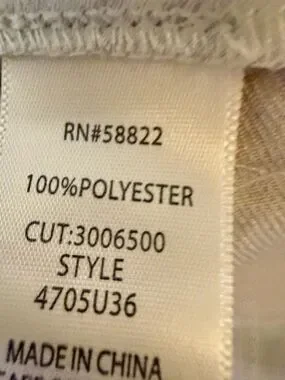 RN#58822
100%POLYESTER
CUT:3006500
STYLE
4705U36
MADE IN CHINA